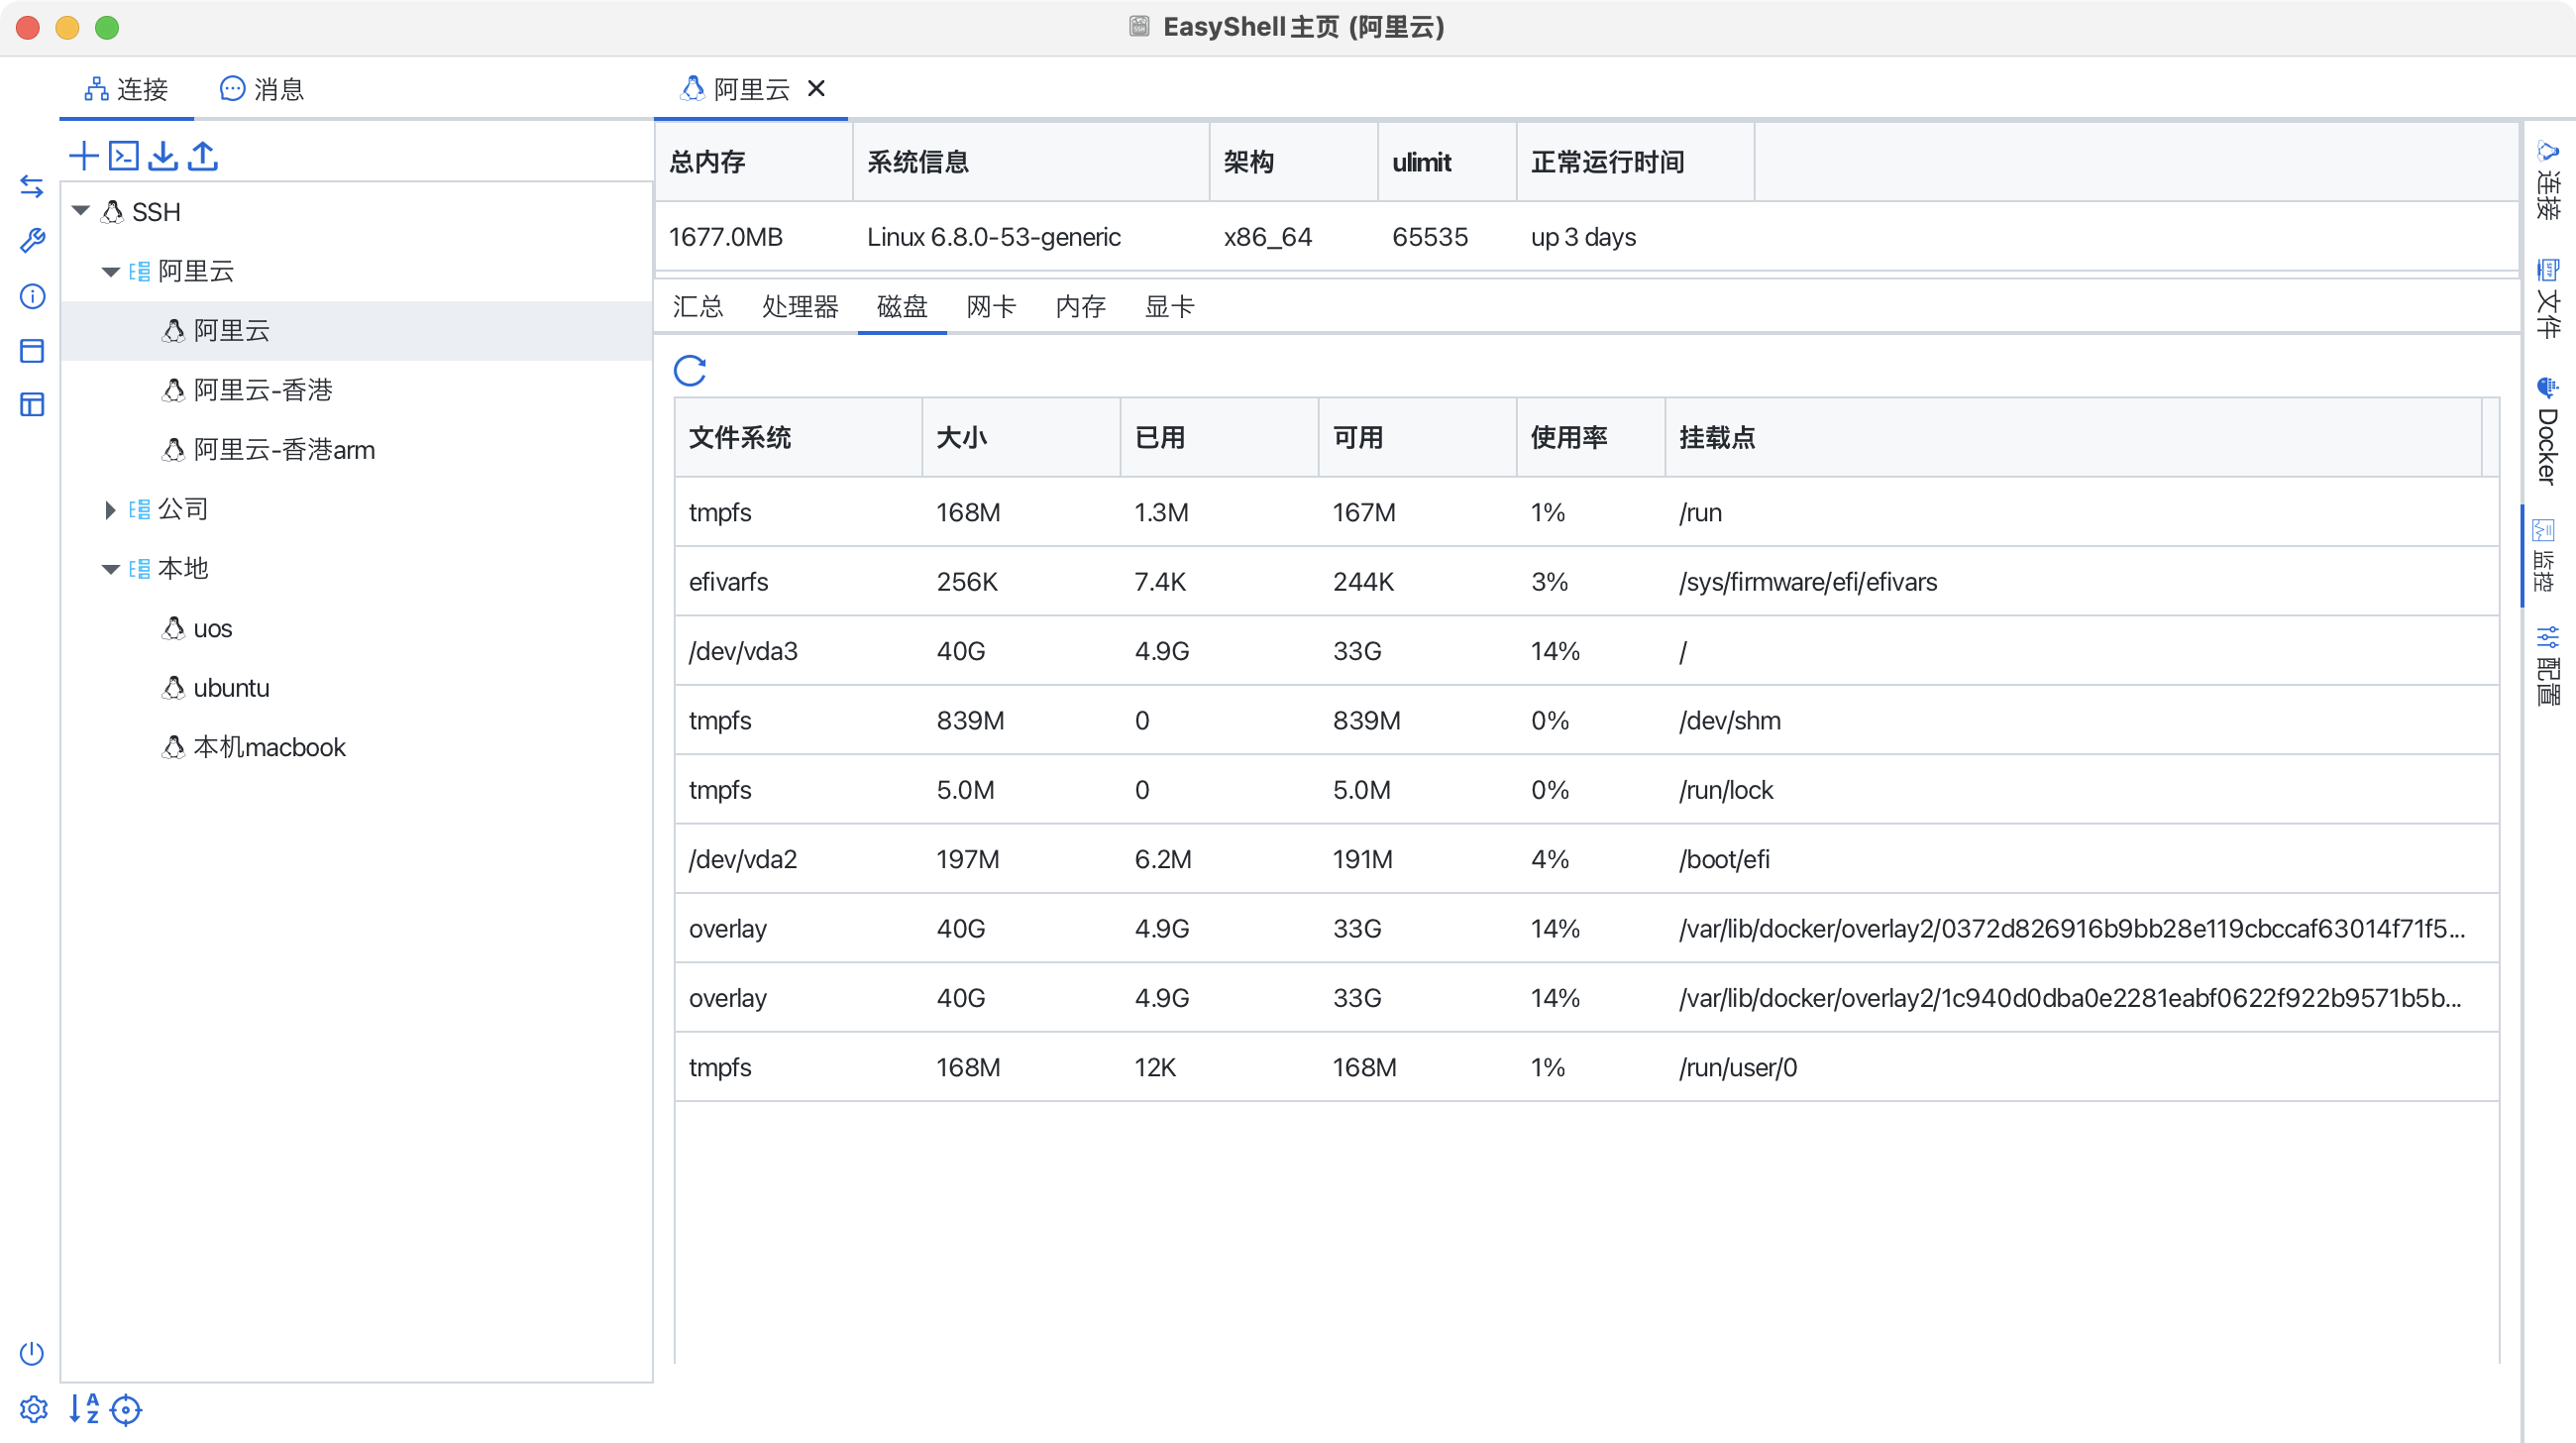 EasyShell主页 (阿里云)
连接 消息 阿里云
总内存 系统信息 架构 ulimit 正常运行时间
1677.0MB Linux 6.8.0-53-generic x86_64 65535 up 3 days
SSH
阿里云
阿里云
阿里云-香港
阿里云-香港arm
公司
本地
uos
ubuntu
本机macbook
汇总 处理器 磁盘 网卡 内存 显卡
文件系统 大小 已用 可用 使用率 挂载点
tmpfs 168M 1.3M 167M 1% /run
efivarfs 256K 7.4K 244K 3% /sys/firmware/efi/efivars
/dev/vda3 40G 4.9G 33G 14% /
tmpfs 839M 0 839M 0% /dev/shm
tmpfs 5.0M 0 5.0M 0% /run/lock
/dev/vda2 197M 6.2M 191M 4% /boot/efi
overlay 40G 4.9G 33G 14% /var/lib/docker/overlay2/0372d826916b9bb28e119cbccaf63014f71f5...
overlay 40G 4.9G 33G 14% /var/lib/docker/overlay2/1c940d0dba0e2281eabf0622f922b9571b5b...
tmpfs 168M 12K 168M 1% /run/user/0
连接
文件
Docker
监控
配置